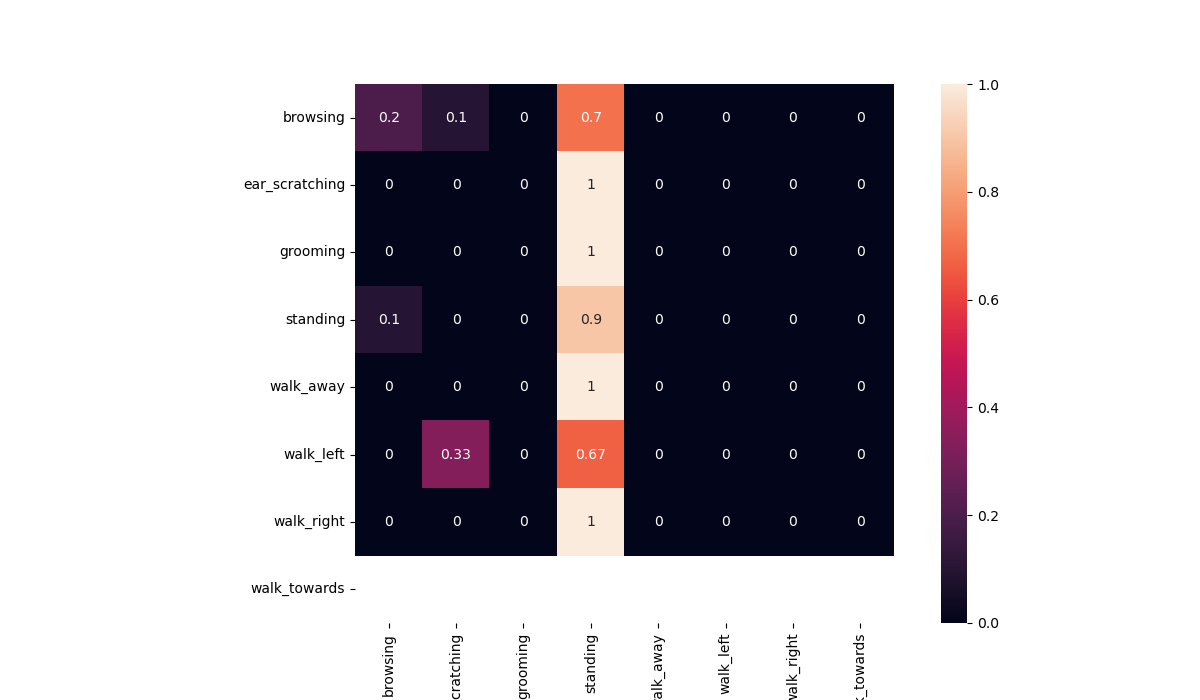 browsing 0.2 0.1 0 0.7 0 0 0 0
ear_scratching 0 0 0 1 0 0 0 0
grooming 0 0 0 1 0 0 0 0
standing 0.1 0 0 0.9 0 0 0 0
walk_away 0 0 0 1 0 0 0 0
walk_left 0 0.33 0 0.67 0 0 0 0
walk_right 0 0 0 1 0 0 0 0
walk_towards
browsing
cratching
grooming
standing
alk_away
walk_left
walk_right
_towards
1.0
0.8
0.6
0.4
0.2
0.0